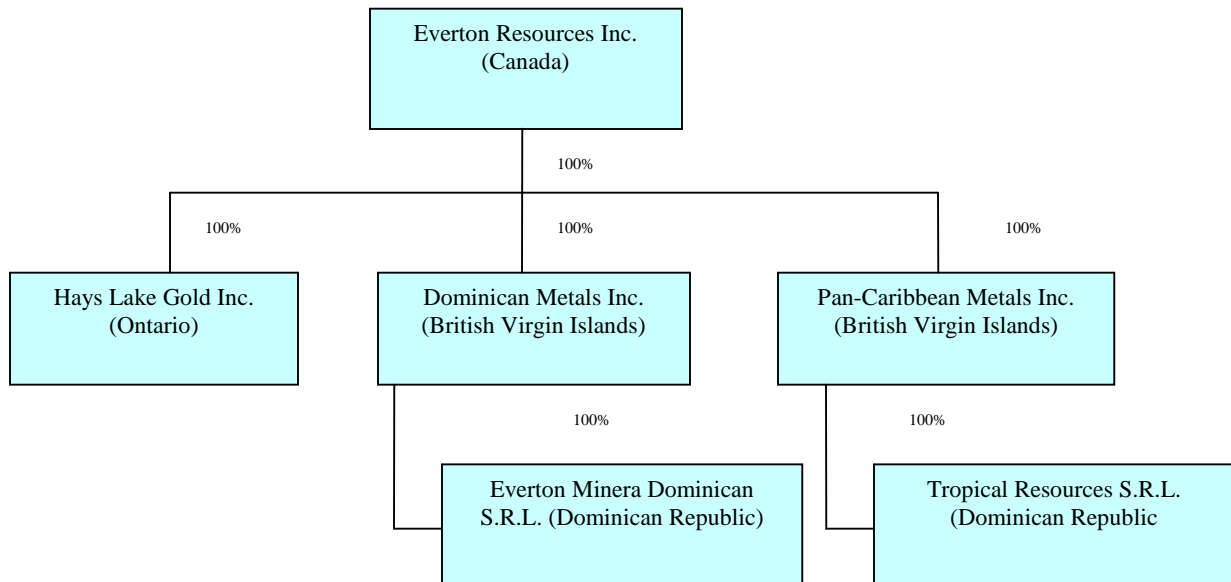 Everton Resources Inc.
(Canada)
100%
100%
100%
100%
Hays Lake Gold Inc.
(Ontario)
Dominican Metals Inc.
(British Virgin Islands)
Pan-Caribbean Metals Inc.
(British Virgin Islands)
100%
100%
Everton Minera Dominican
S.R.L. (Dominican Republic)
Tropical Resources S.R.L.
(Dominican Republic